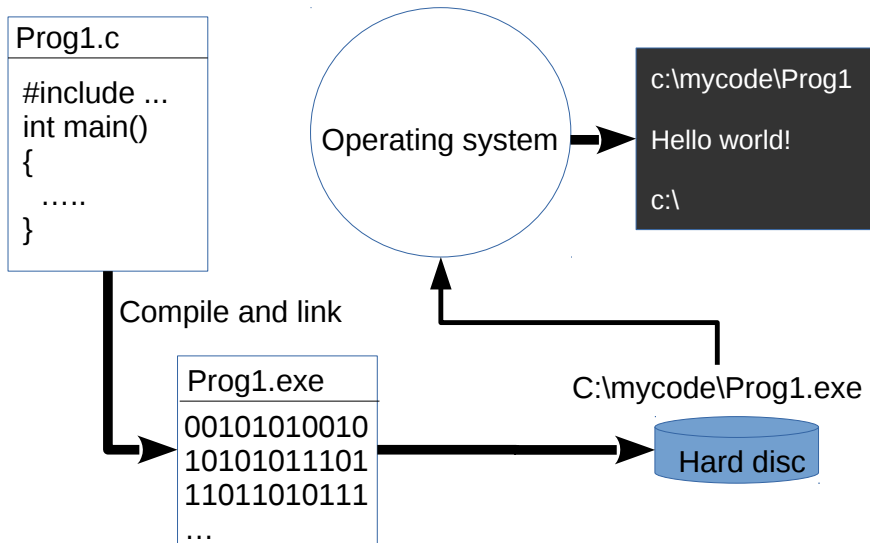 Prog1.c
#include ...
int main()
{
…..
}
Compile and link
Prog1.exe
00101010010
10101011101
11011010111
…
C:\mycode\Prog1.exe
Hard disc
Operating system
c:\mycode\Prog1
Hello world!
c:\